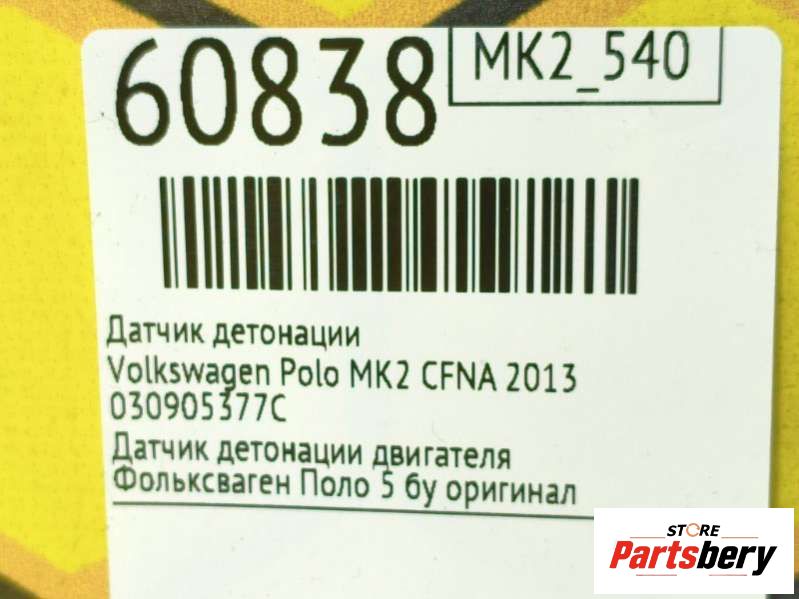 60838
MK2_540
Датчик детонации
Volkswagen Polo MK2 CFNA 2013
030905377C
Датчик детонации двигателя
Фольксваген Поло 5 бу оригинал
STORE
Partsbery